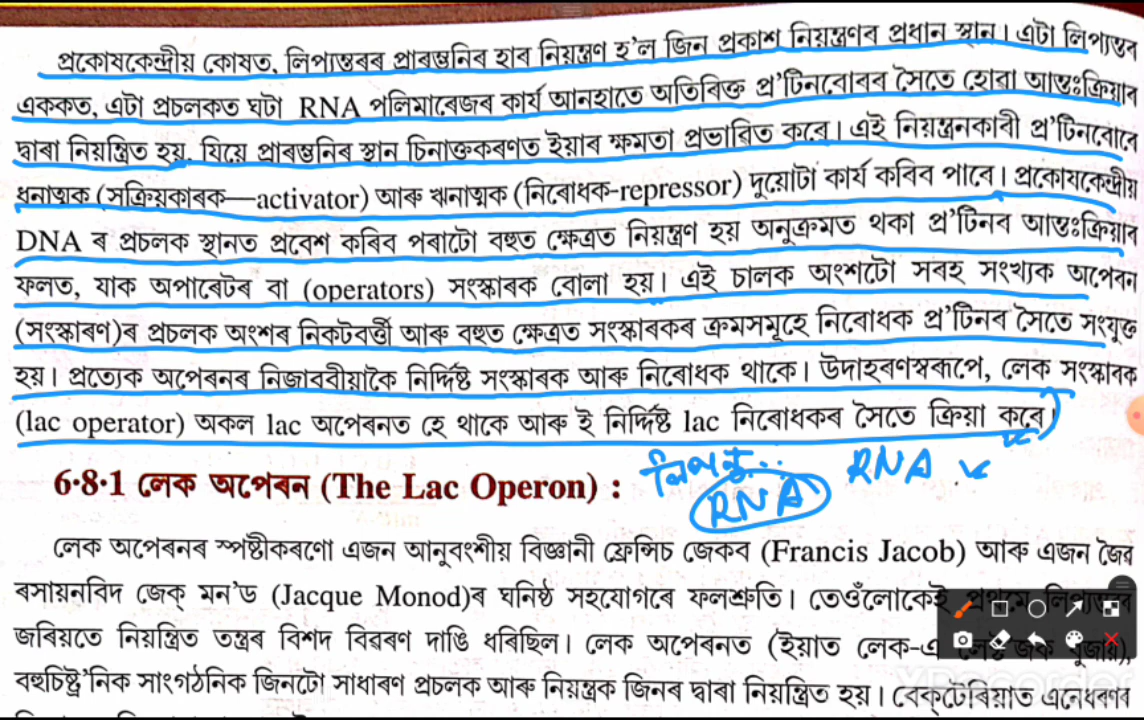 প্ৰকোষকেন্দ্ৰীয় কোষত, লিপ্যন্তৰৰ প্ৰাৰম্ভনিৰ হাৰ নিয়ন্ত্ৰণ হ'ল জিন প্ৰকাশ নিয়ন্ত্ৰণৰ প্ৰধান স্থান। এটা লিপ্যন্তৰ
এককত, এটা প্ৰচলকত ঘটা RNA পলিমাৰেজৰ কাৰ্য আনহাতে অতিৰিক্ত প্ৰ'টিনবোৰৰ সৈতে হোৱা আন্তঃক্ৰিয়াৰ
দ্বাৰা নিয়ন্ত্ৰিত হয়, যিয়ে প্ৰাৰম্ভনিৰ স্থান চিনাক্তকৰণত ইয়াৰ ক্ষমতা প্ৰভাৱিত কৰে। এই নিয়ন্ত্ৰনকাৰী প্ৰ'টিনবোৰে
ধনাত্মক (সক্ৰিয়কাৰক—activator) আৰু ঋনাত্মক (নিৰোধক-repressor) দুয়োটা কাৰ্য কৰিব পাৰে। প্ৰকোষকেন্দ্ৰীয়
DNA ৰ প্ৰচলক স্থানত প্ৰবেশ কৰিব পৰাটো বহুত ক্ষেত্ৰত নিয়ন্ত্ৰণ হয় অনুক্ৰমত থকা প্ৰ'টিনৰ আন্তঃক্ৰিয়াৰ
ফলত, যাক অপাৰেটৰ বা (operators) সংস্কাৰক বোলা হয়। এই চালক অংশটো সৰহ সংখ্যক অপেৰন
(সংস্কাৰণ)ৰ প্ৰচলক অংশৰ নিকটবৰ্ত্তী আৰু বহুত ক্ষেত্ৰত সংস্কাৰকৰ ক্ৰমসমূহে নিৰোধক প্ৰ'টিনৰ সৈতে সংযুক্ত
হয়। প্ৰত্যেক অপেৰনৰ নিজাববীয়াকৈ নিৰ্দ্দিষ্ট সংস্কাৰক আৰু নিৰোধক থাকে। উদাহৰণস্বৰূপে, লেক সংস্কাৰক
(lac operator) অকল lac অপেৰনত হে থাকে আৰু ই নিৰ্দ্দিষ্ট lac নিৰোধকৰ সৈতে ক্ৰিয়া কৰে।
RNA
RNA
6·8·1 লেক অপেৰন (The Lac Operon) :
লেক অপেৰনৰ স্পষ্টীকৰণো এজন আনুবংশীয় বিজ্ঞানী ফ্ৰেন্সিচ জেকব (Francis Jacob) আৰু এজন জৈৱ
ৰসায়নবিদ জেক্ মন'ড (Jacque Monod)ৰ ঘনিষ্ঠ সহযোগৰে ফলশ্ৰুতি। তেওঁলোকেই প্ৰথমে লিপ্যন্তৰৰ
জৰিয়তে নিয়ন্ত্ৰিত তন্ত্ৰৰ বিশদ বিৱৰণ দাঙি ধৰিছিল। লেক অপেৰনত (ইয়াত লেক-এ বুজায়),
বহুচিষ্ট্ৰ'নিক সাংগঠনিক জিনটো সাধাৰণ প্ৰচলক আৰু নিয়ন্ত্ৰক জিনৰ দ্বাৰা নিয়ন্ত্ৰিত হয়। বেক্টেৰিয়াত এনেধৰণৰ